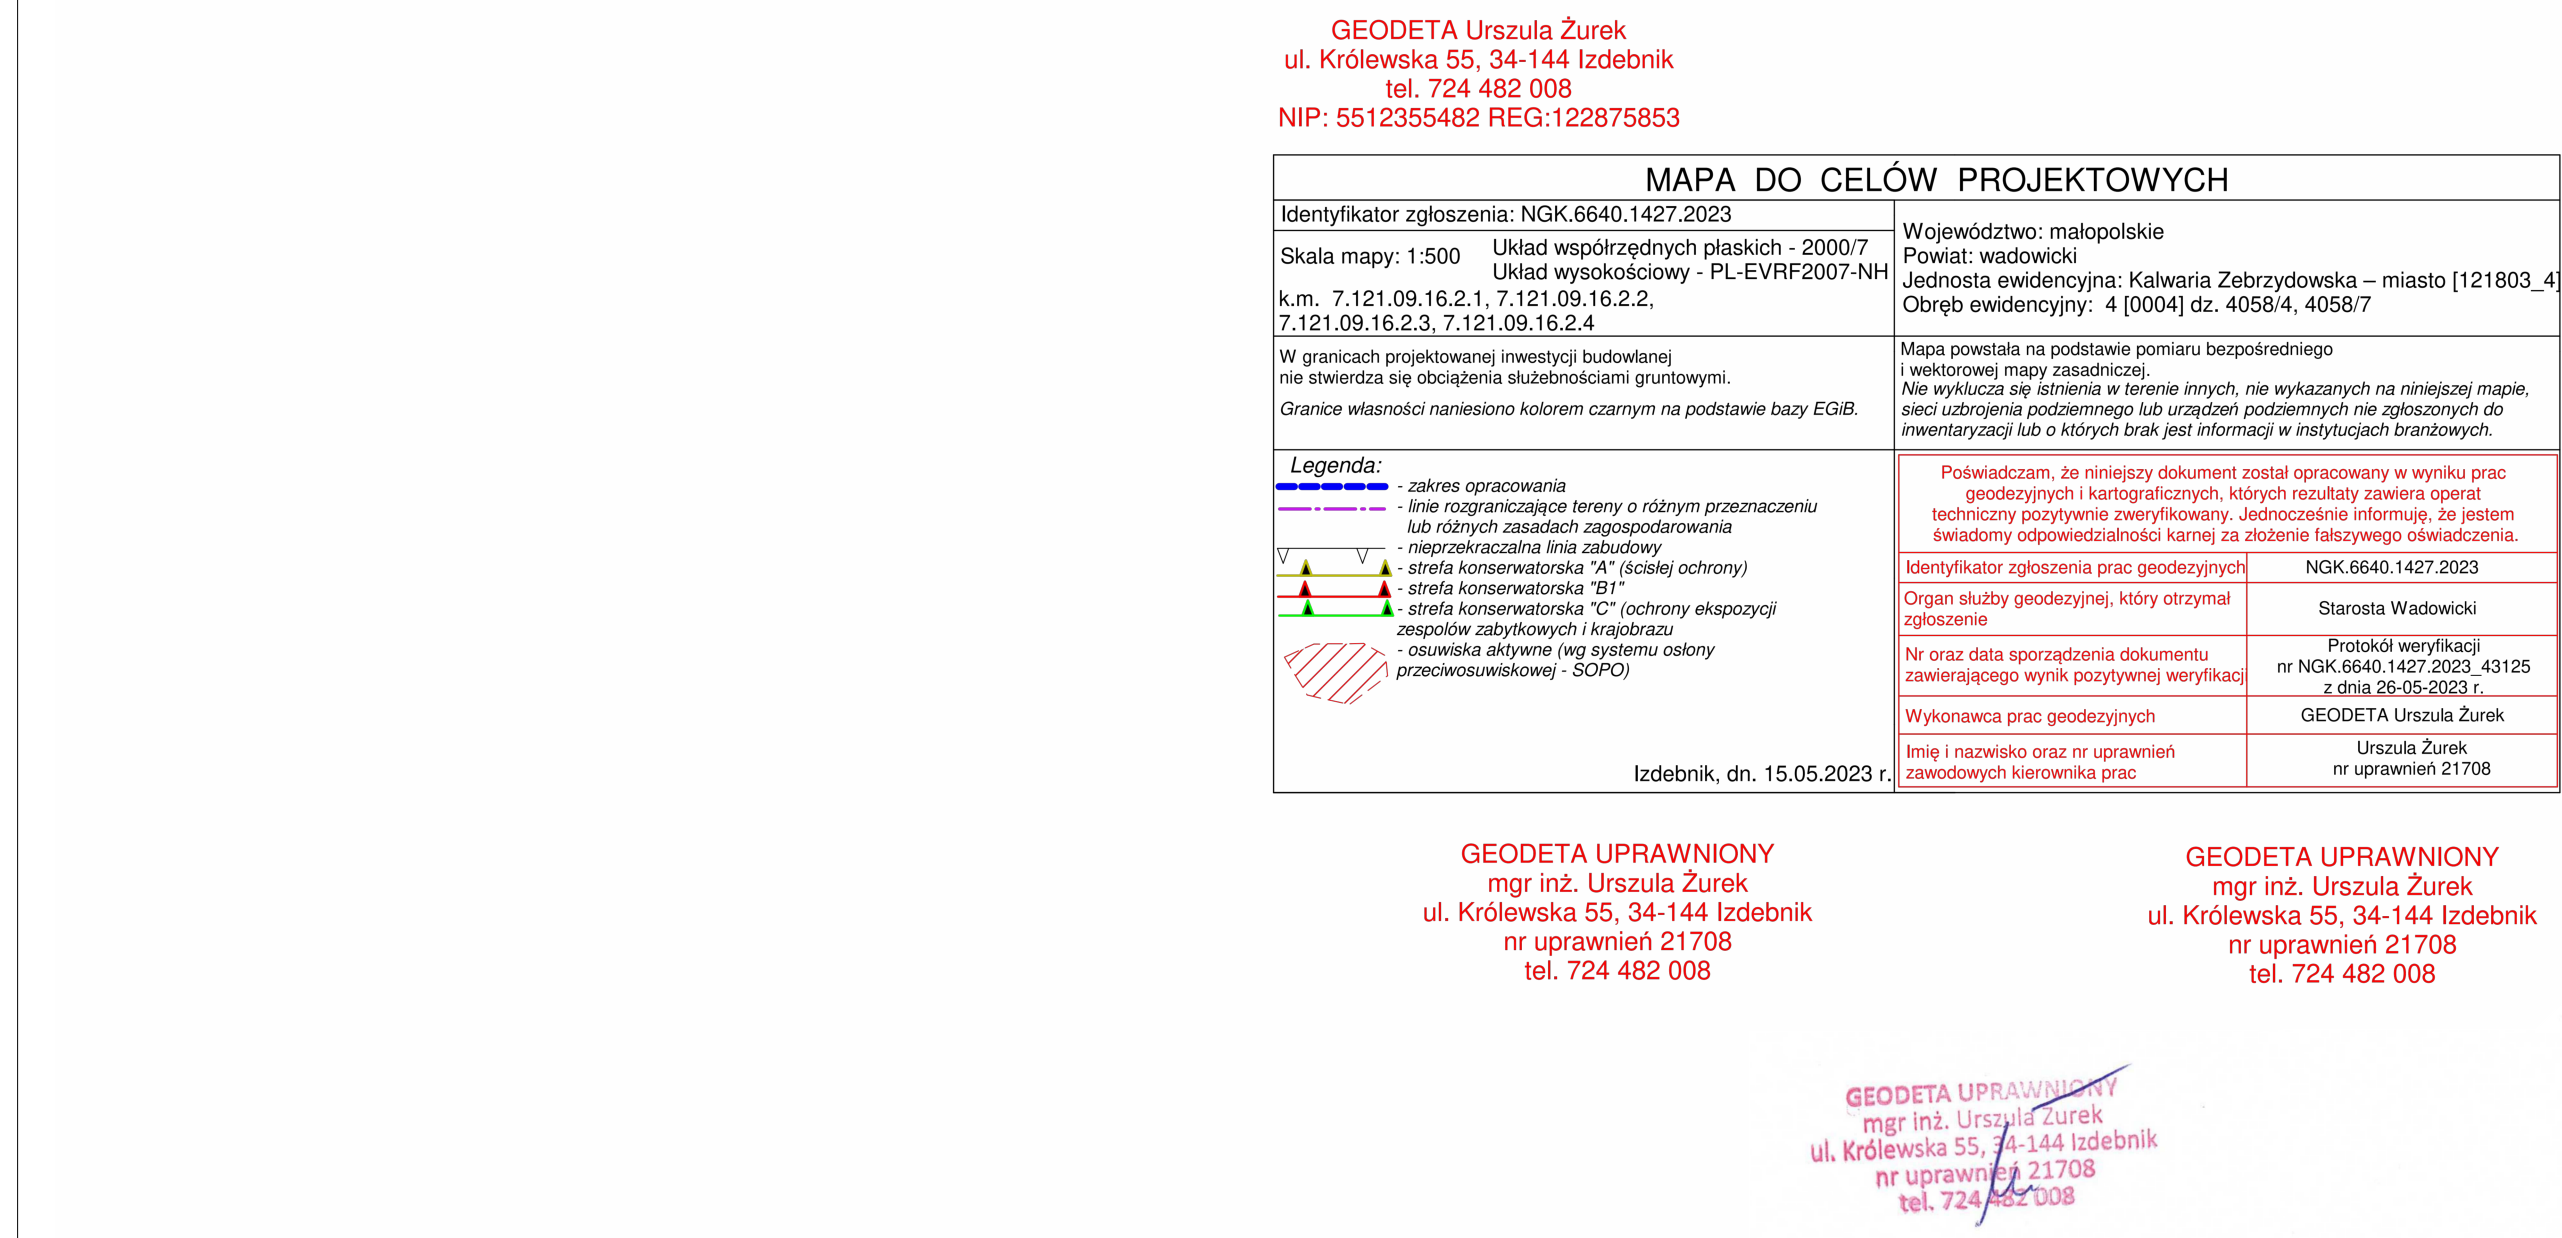 GEODETA Urszula Żurek
ul. Królewska 55, 34-144 Izdebnik
tel. 724 482 008
NIP: 5512355482 REG:122875853
MAPA DO CELÓW PROJEKTOWYCH
Identyfikator zgłoszenia: NGK.6640.1427.2023
Skala mapy: 1:500
Układ współrzędnych płaskich - 2000/7
Układ wysokościowy - PL-EVRF2007-NH
k.m. 7.121.09.16.2.1, 7.121.09.16.2.2,
7.121.09.16.2.3, 7.121.09.16.2.4
Województwo: małopolskie
Powiat: wadowicki
Jednosta ewidencyjna: Kalwaria Zebrzydowska – miasto [121803_4]
Obręb ewidencyjny: 4 [0004] dz. 4058/4, 4058/7
W granicach projektowanej inwestycji budowlanej
nie stwierdza się obciążenia służebnościami gruntowymi.
Granice własności naniesiono kolorem czarnym na podstawie bazy EGiB.
Mapa powstała na podstawie pomiaru bezpośredniego
i wektorowej mapy zasadniczej.
Nie wyklucza się istnienia w terenie innych, nie wykazanych na niniejszej mapie,
sieci uzbrojenia podziemnego lub urządzeń podziemnych nie zgłoszonych do
inwentaryzacji lub o których brak jest informacji w instytucjach branżowych.
Legenda:
- zakres opracowania
- linie rozgraniczające tereny o różnym przeznaczeniu
lub różnych zasadach zagospodarowania
- nieprzekraczalna linia zabudowy
- strefa konserwatorska "A" (ścisłej ochrony)
- strefa konserwatorska "B1"
- strefa konserwatorska "C" (ochrony ekspozycji
zespolów zabytkowych i krajobrazu
- osuwiska aktywne (wg systemu osłony
przeciwosuwiskowej - SOPO)
Izdebnik, dn. 15.05.2023 r.
Poświadczam, że niniejszy dokument został opracowany w wyniku prac
geodezyjnych i kartograficznych, których rezultaty zawiera operat
techniczny pozytywnie zweryfikowany. Jednocześnie informuję, że jestem
świadomy odpowiedzialności karnej za złożenie fałszywego oświadczenia.
Identyfikator zgłoszenia prac geodezyjnych
NGK.6640.1427.2023
Organ służby geodezyjnej, który otrzymał
zgłoszenie
Starosta Wadowicki
Nr oraz data sporządzenia dokumentu
zawierającego wynik pozytywnej weryfikacji
Protokół weryfikacji
nr NGK.6640.1427.2023_43125
z dnia 26-05-2023 r.
Wykonawca prac geodezyjnych
GEODETA Urszula Żurek
Imię i nazwisko oraz nr uprawnień
zawodowych kierownika prac
Urszula Żurek
nr uprawnień 21708
GEODETA UPRAWNIONY
mgr inż. Urszula Żurek
ul. Królewska 55, 34-144 Izdebnik
nr uprawnień 21708
tel. 724 482 008
GEODETA UPRAWNIONY
mgr inż. Urszula Żurek
ul. Królewska 55, 34-144 Izdebnik
nr uprawnień 21708
tel. 724 482 008
GEODETA UPRAWNIONY
mgr inż. Urszula Żurek
ul. Królewska 55, 34-144 Izdebnik
nr uprawnień 21708
tel. 724 482 008